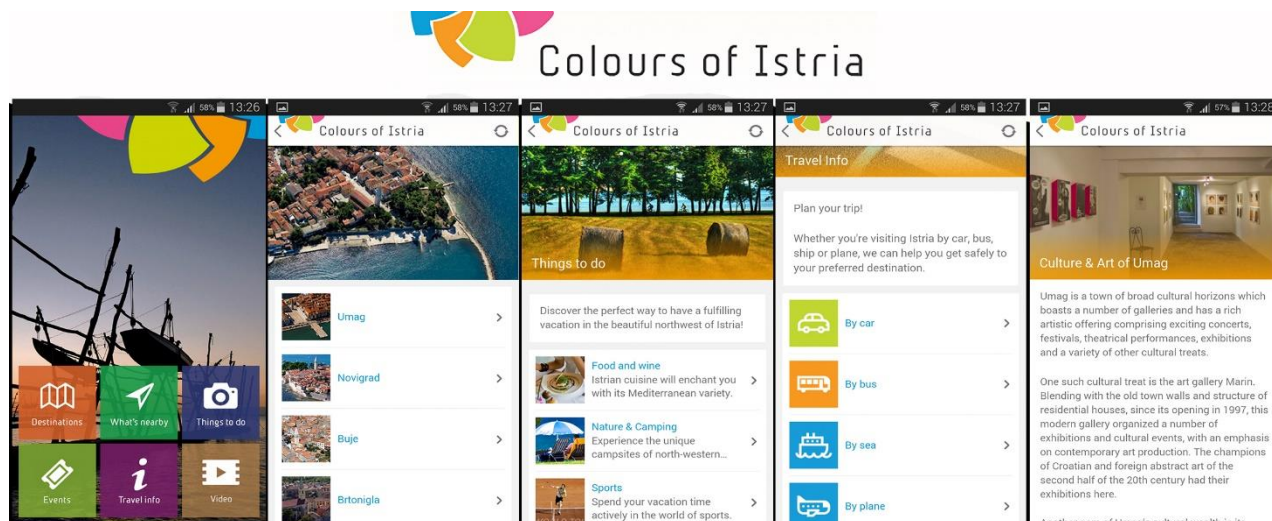 Colours of Istria
58% 13:26
Destinations
What's nearby
Things to do
Events
Travel info
Video
58% 13:27
Colours of Istria
Umag
Novigrad
Buje
Brtonigla
58% 13:27
Colours of Istria
Things to do
Discover the perfect way to have a fulfilling
vacation in the beautiful northwest of Istria!
Food and wine
Istrian cuisine will enchant you
with its Mediterranean variety.
Nature & Camping
Experience the unique
campsites of north-western...
Sports
Spend your vacation time
actively in the world of sports.
58% 13:27
Colours of Istria
Travel Info
Plan your trip!
Whether you're visiting Istria by car, bus,
ship or plane, we can help you get safely to
your preferred destination.
By car
By bus
By sea
By plane
57% 13:28
Colours of Istria
Culture & Art of Umag
Umag is a town of broad cultural horizons which
boasts a number of galleries and has a rich
artistic offering comprising exciting concerts,
festivals, theatrical performances, exhibitions
and a variety of other cultural treats.
One such cultural treat is the art gallery Marin.
Blending with the old town walls and structure of
residential houses, since its opening in 1997, this
modern gallery organized a number of
exhibitions and cultural events, with an emphasis
on contemporary art production. The champions
of Croatian and foreign abstract art of the
second half of the 20th century had their
exhibitions here.